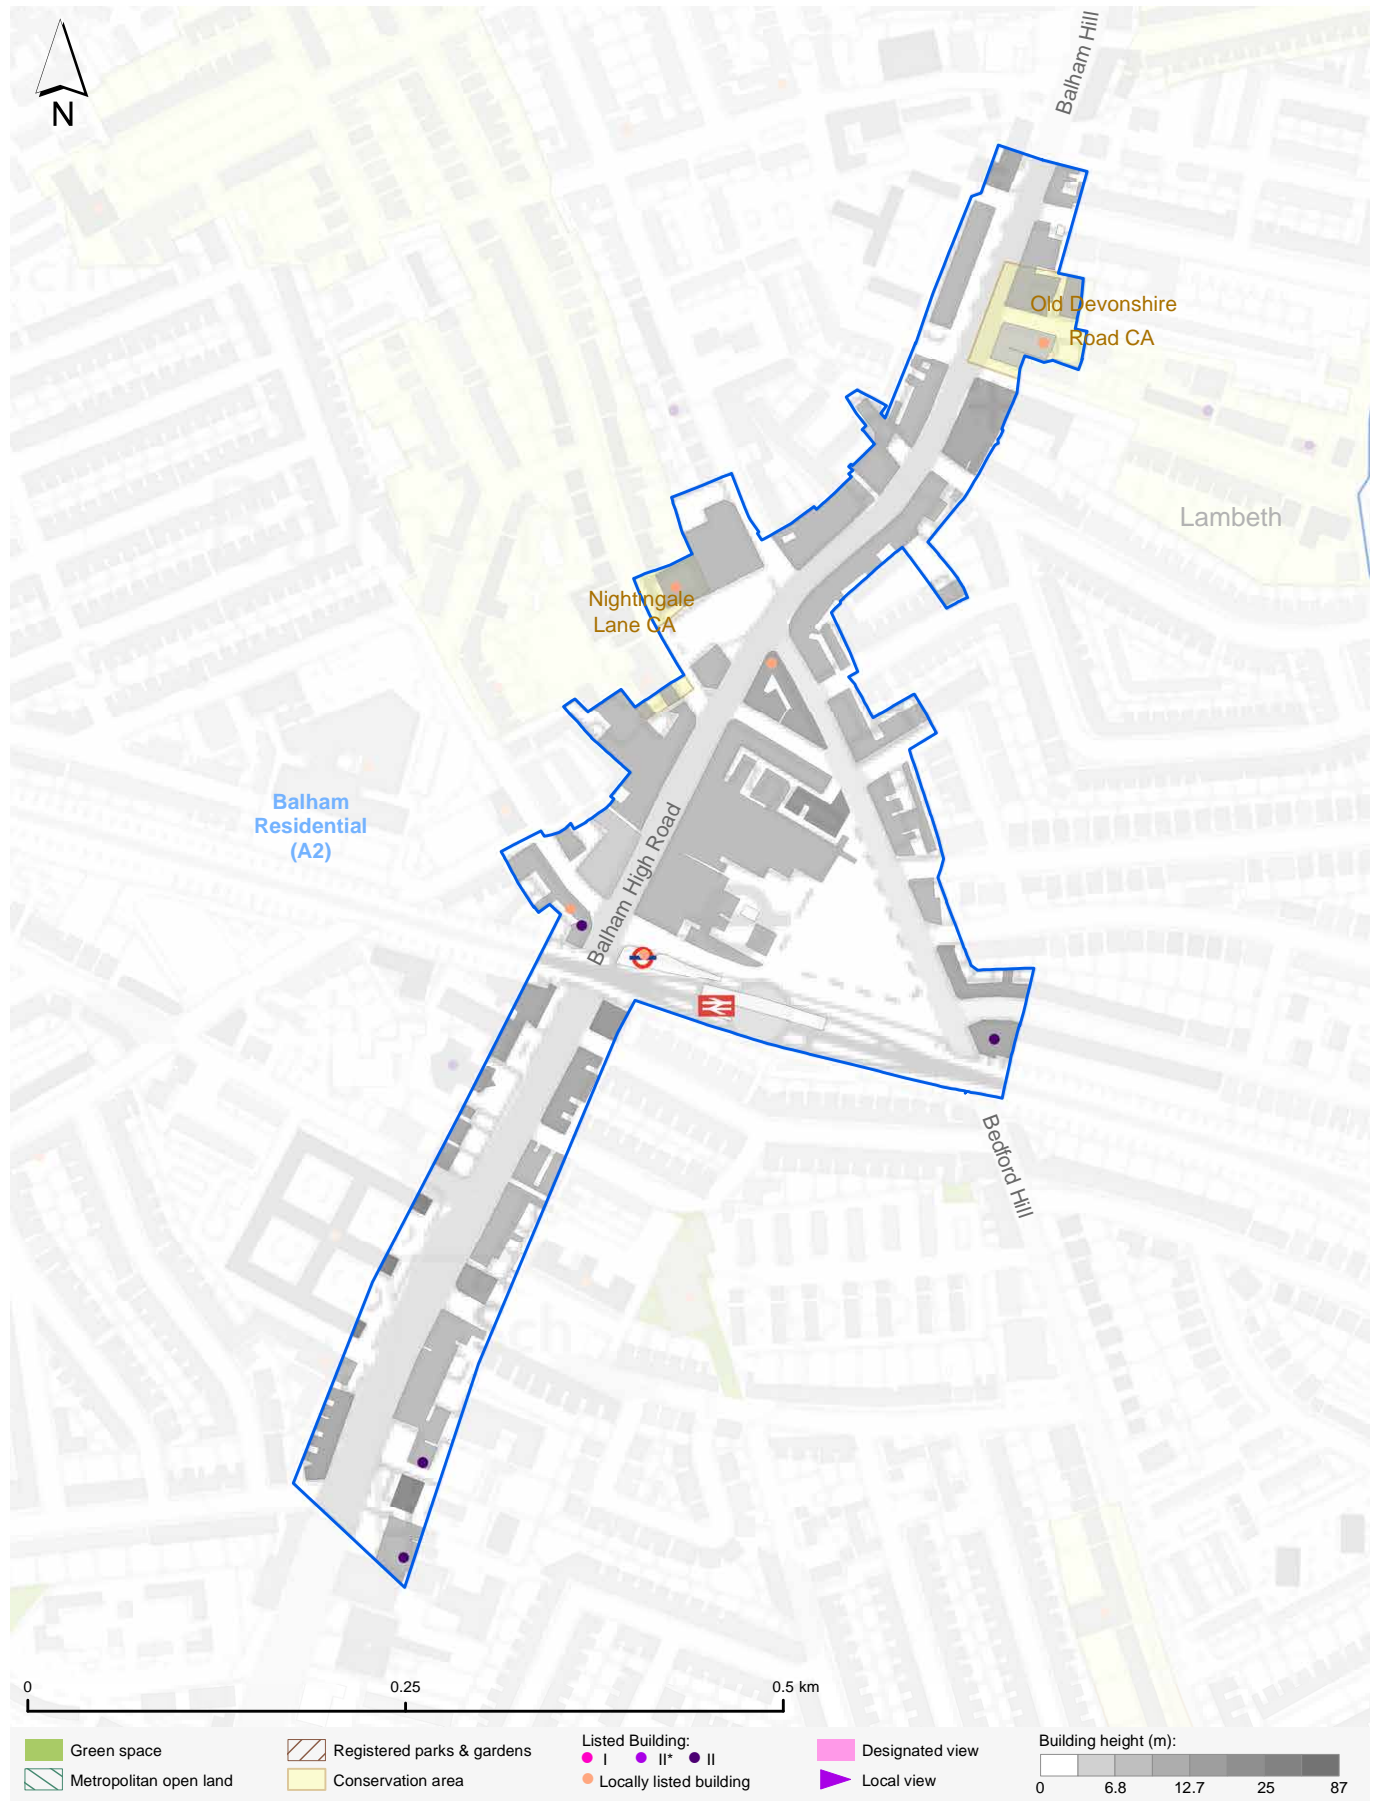 N
Balham Hill
Old Devonshire
Road CA
Lambeth
Nightingale
Lane CA
Balham
Residential
(A2)
Balham High Road
Bedford Hill
0 0.25 0.5 km
Green space
Metropolitan open land
Registered parks & gardens
Conservation area
Listed Building:
I II* II
Locally listed building
Designated view
Local view
Building height (m):
0 6.8 12.7 25 87